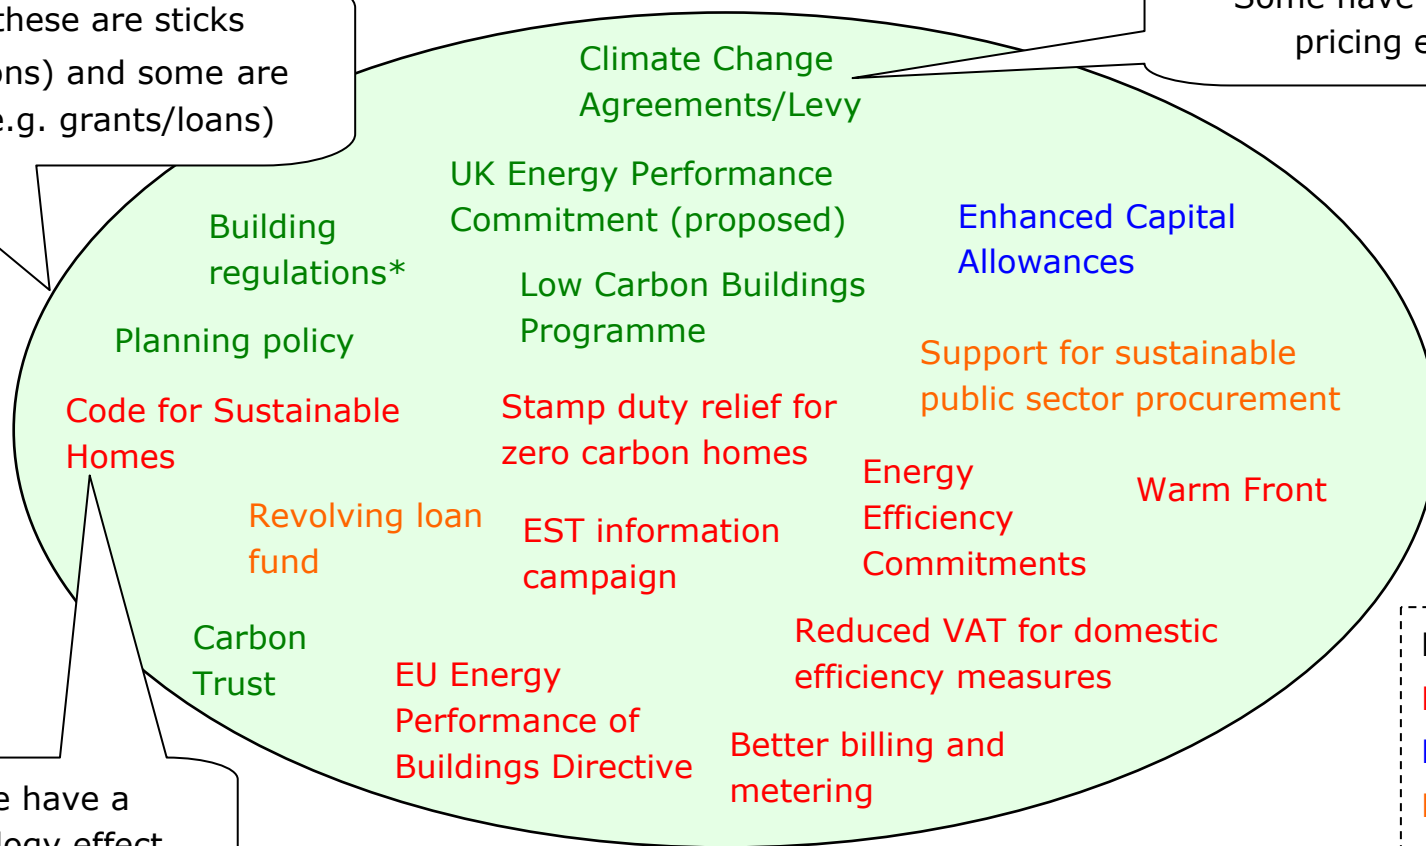 these are sticks
and some are
e.g. grants/loans)
Some have
pricing
Climate Change
Agreements/Levy
UK Energy Performance
Commitment (proposed)
Building
regulations*
Enhanced Capital
Allowances
Low Carbon Buildings
Programme
Planning policy
Support for sustainable
public sector procurement
Code for Sustainable
Homes
Stamp duty relief for
zero carbon homes
Energy
Efficiency
Commitments
Warm Front
Revolving loan
fund
EST information
campaign
Carbon
Trust
Reduced VAT for domestic
efficiency measures
EU Energy
Performance of
Buildings Directive
Better billing and
metering
have a
effect